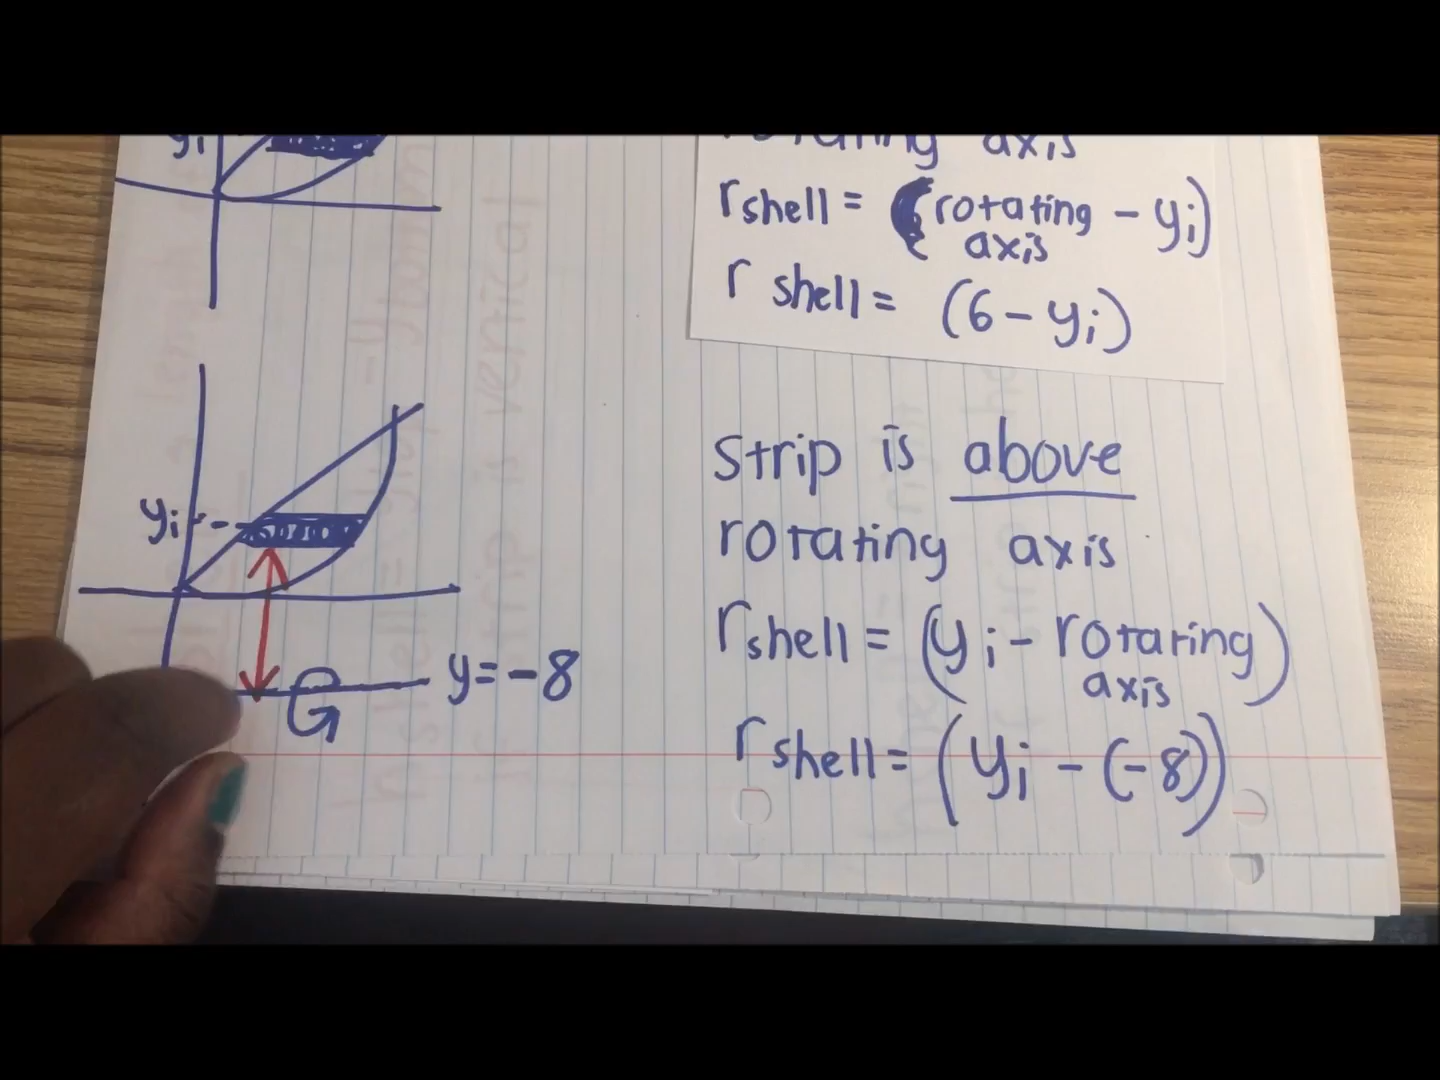 yi
rotating axis
rshell = (rotating - yi)
axis
r shell = (6 - yi)
strip is above
rotating axis
yi
rshell = (yi - rotaring)
axis
y = -8
rshell = (yi - (-8))